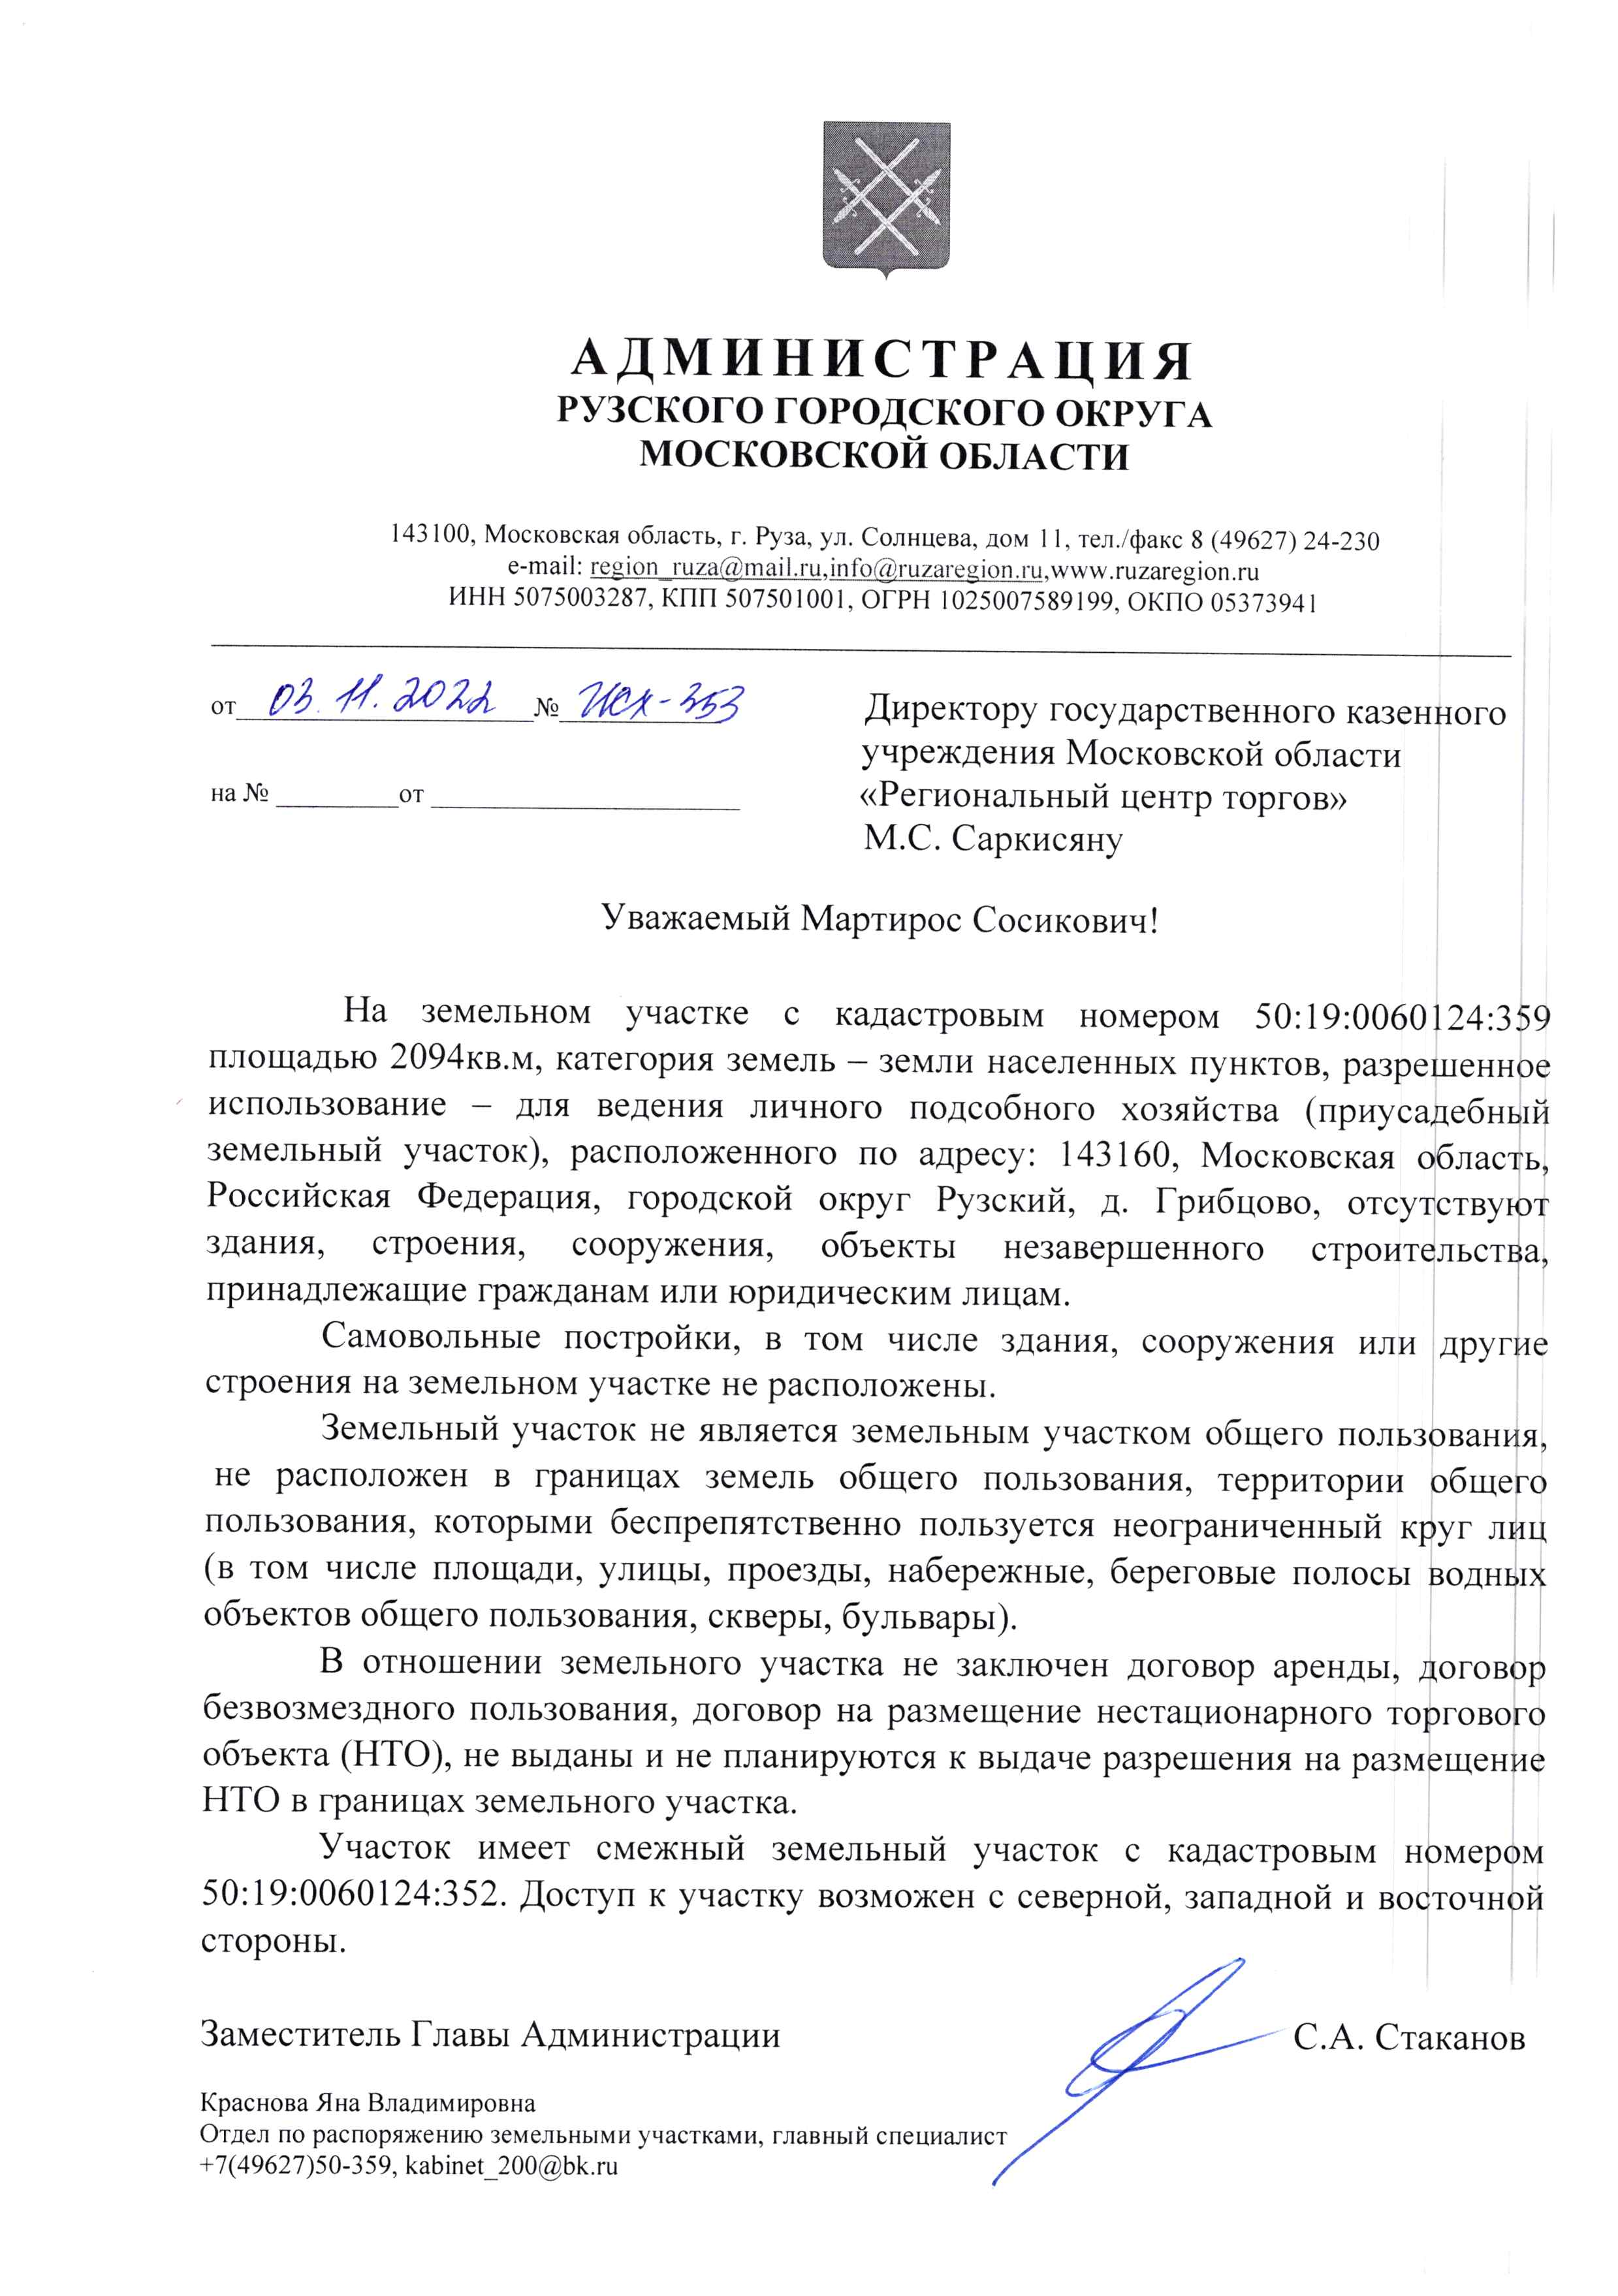 АДМИНИСТРАЦИЯ
РУЗСКОГО ГОРОДСКОГО ОКРУГА
МОСКОВСКОЙ ОБЛАСТИ
143100, Московская область, г. Руза, ул. Солнцева, дом 11, тел./факс 8 (49627) 24-230
e-mail: region_ruza@mail.ru,info@ruzaregion.ru,www.ruzaregion.ru
ИНН 5075003287, КПП 507501001, ОГРН 1025007589199, ОКПО 05373941
от 03.11.2022 № Исх-353
на № __________от __________
Директору государственного казенного
учреждения Московской области
«Региональный центр торгов»
М.С. Саркисяну
Уважаемый Мартирос Сосикович!
На земельном участке с кадастровым номером 50:19:0060124:359
площадью 2094кв.м, категория земель – земли населенных пунктов, разрешенное
использование – для ведения личного подсобного хозяйства (приусадебный
земельный участок), расположенного по адресу: 143160, Московская область,
Российская Федерация, городской округ Рузский, д. Грибцово, отсутствуют
здания, строения, сооружения, объекты незавершенного строительства,
принадлежащие гражданам или юридическим лицам.
Самовольные постройки, в том числе здания, сооружения или другие
строения на земельном участке не расположены.
Земельный участок не является земельным участком общего пользования,
не расположен в границах земель общего пользования, территории общего
пользования, которыми беспрепятственно пользуется неограниченный круг лиц
(в том числе площади, улицы, проезды, набережные, береговые полосы водных
объектов общего пользования, скверы, бульвары).
В отношении земельного участка не заключен договор аренды, договор
безвозмездного пользования, договор на размещение нестационарного торгового
объекта (НТО), не выданы и не планируются к выдаче разрешения на размещение
НТО в границах земельного участка.
Участок имеет смежный земельный участок с кадастровым номером
50:19:0060124:352. Доступ к участку возможен с северной, западной и восточной
стороны.
Заместитель Главы Администрации С.А. Стаканов
Краснова Яна Владимировна
Отдел по распоряжению земельными участками, главный специалист
+7(49627)50-359, kabinet_200@bk.ru